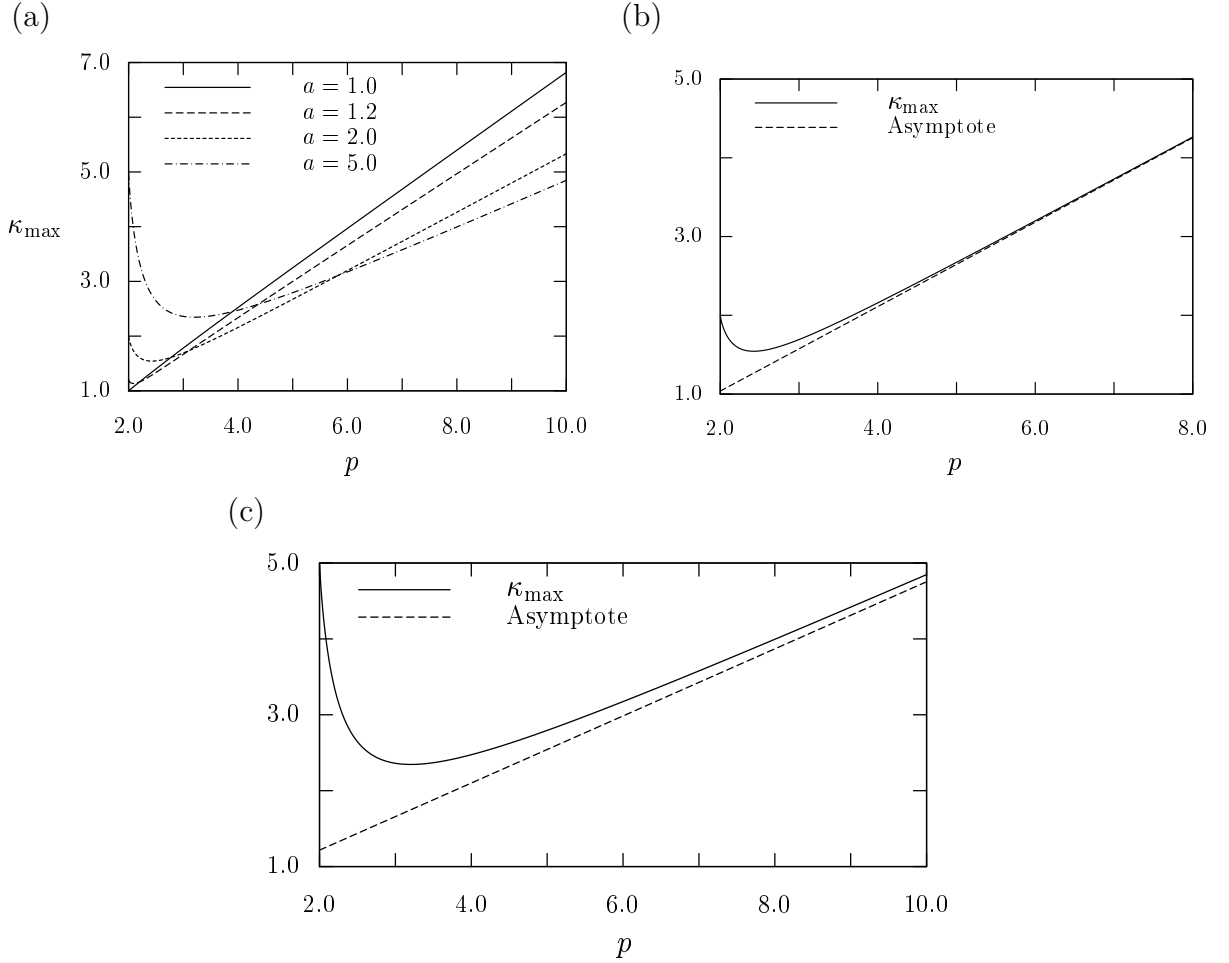 (a)
7.0
5.0
3.0
1.0
κmax
a = 1.0
a = 1.2
a = 2.0
a = 5.0
2.0 4.0 6.0 8.0 10.0
p
(b)
5.0
3.0
1.0
κmax
Asymptote
2.0 4.0 6.0 8.0
p
(c)
5.0
3.0
1.0
κmax
Asymptote
2.0 4.0 6.0 8.0 10.0
p